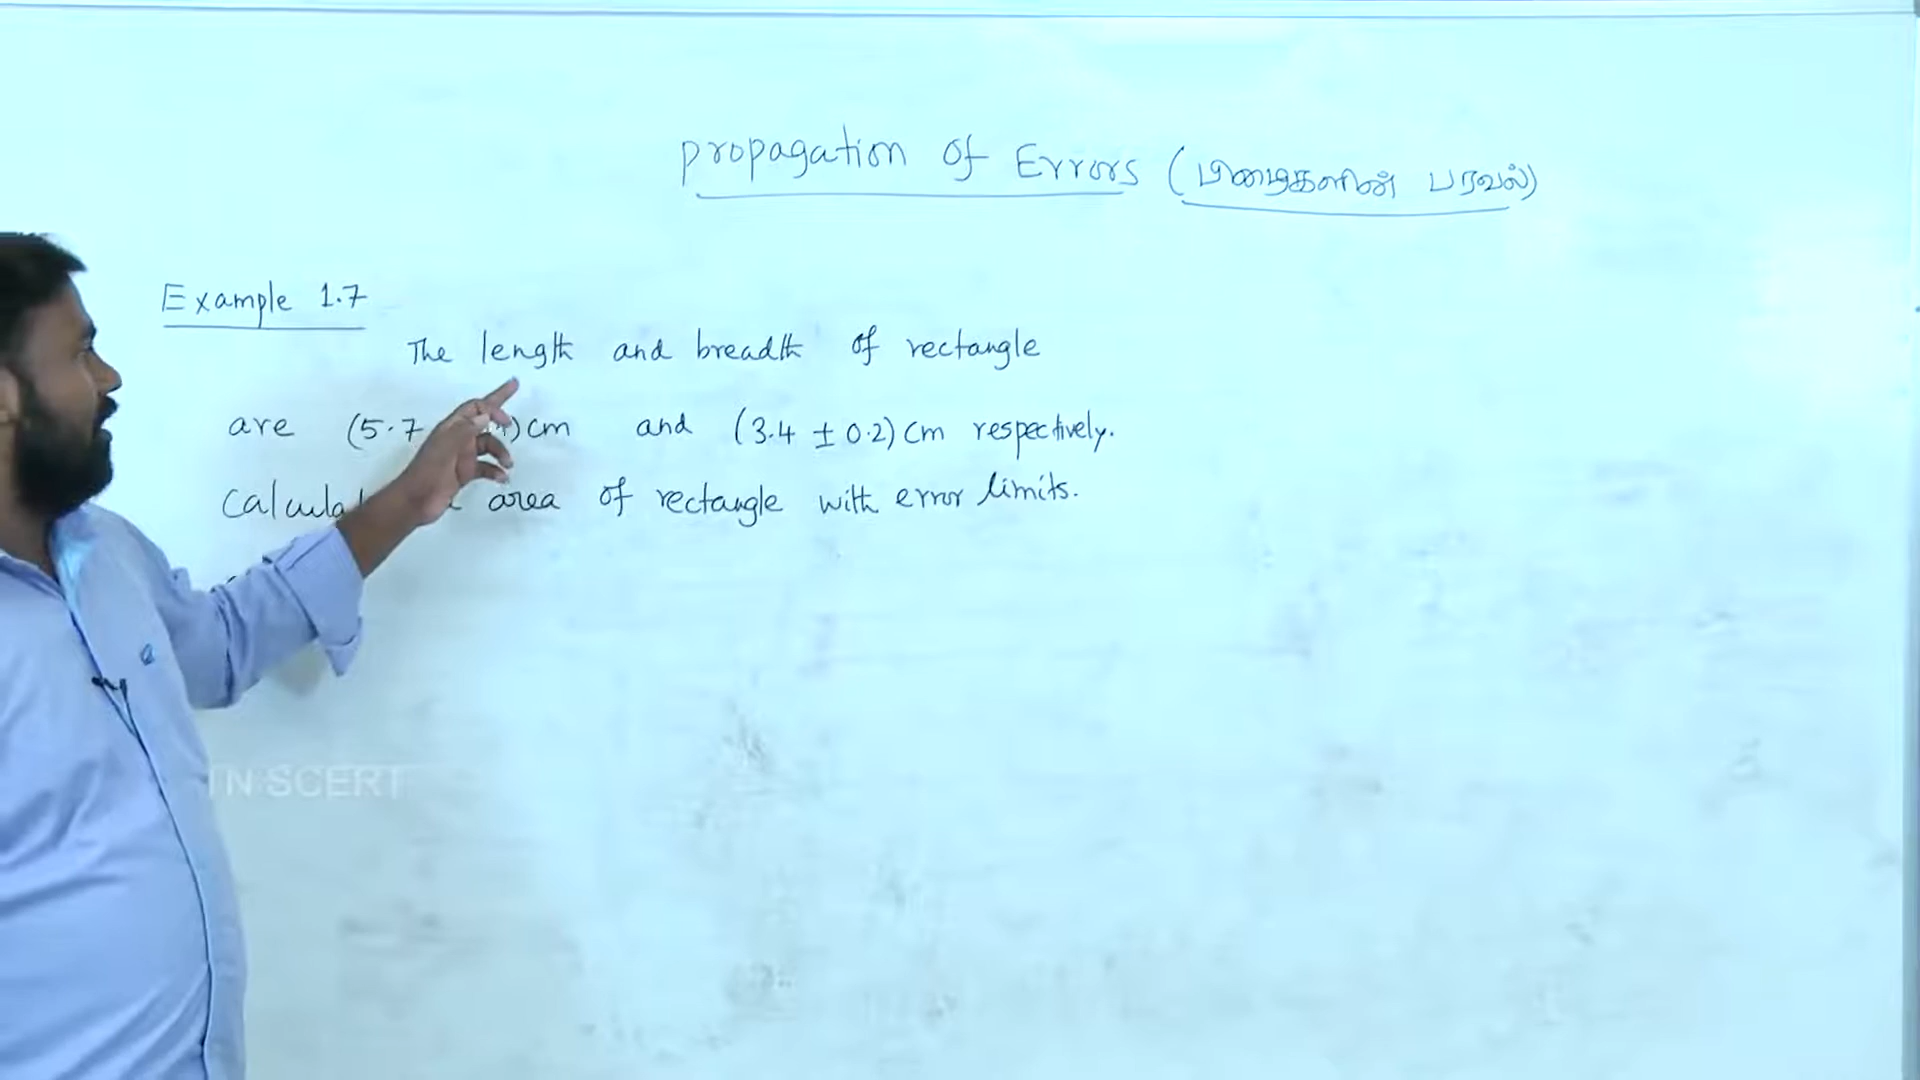 propagation of Errors (பிழைகளின் பரவல்)
Example 1.7
The length and breadth of rectangle
are (5.7 )cm and (3.4 ± 0.2) cm respectively.
area of rectangle with error limits.
TN SCERT